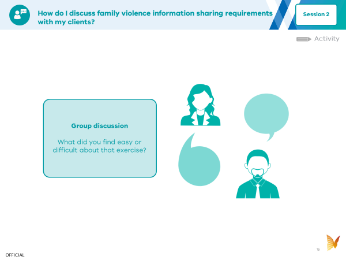 How do I discuss family violence information sharing requirements
with my clients?
Session 2
Activity
Group discussion
What did you find easy or
difficult about that exercise?
OFFICIAL